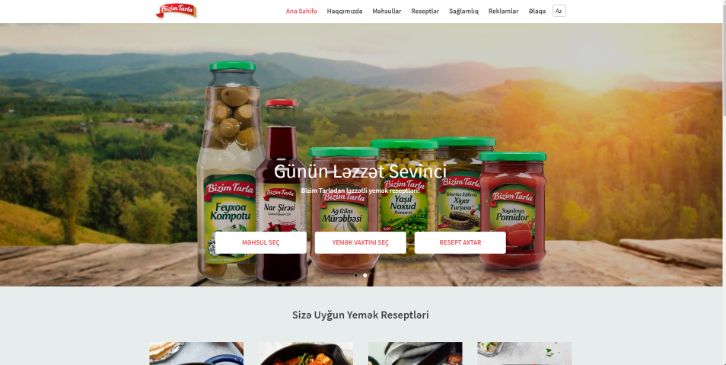 Bizim Tarla
Ana Səhifə Haqqımızda Məhsullar Reseptlər Sağlamlıq Reklamlar Əlaqə Az
Günün Ləzzət Sevinci
Bizim Tarladan ləzzətli yemək reseptləri
Bizim Tarla
Feyxoa
Kompotu
Bizim Tarla
Nar Şirəsi
Bizim Tarla
Ağ Gilas
Mürəbbəsi
Bizim Tarla
Yaşıl
Noxud
Bizim Tarla
Xiyar
Turşusu
Bizim Tarla
Soyulmuş
Pomidor
MƏHSUL SEÇ
YEMƏK VAXTINI SEÇ
RESEPT AXTAR
Sizə Uyğun Yemək Reseptləri